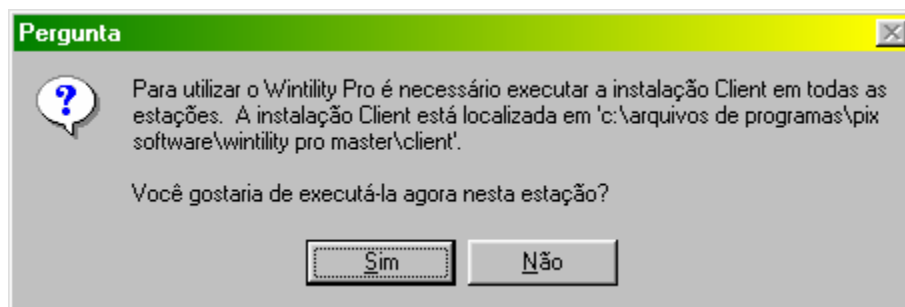 Pergunta
Para utilizar o Wintility Pro é necessário executar a instalação Client em todas as
estações.  A instalação Client está localizada em 'c:\arquivos de programas\pix
software\wintility pro master\client'.
Você gostaria de executá-la agora nesta estação?
Sim
Não